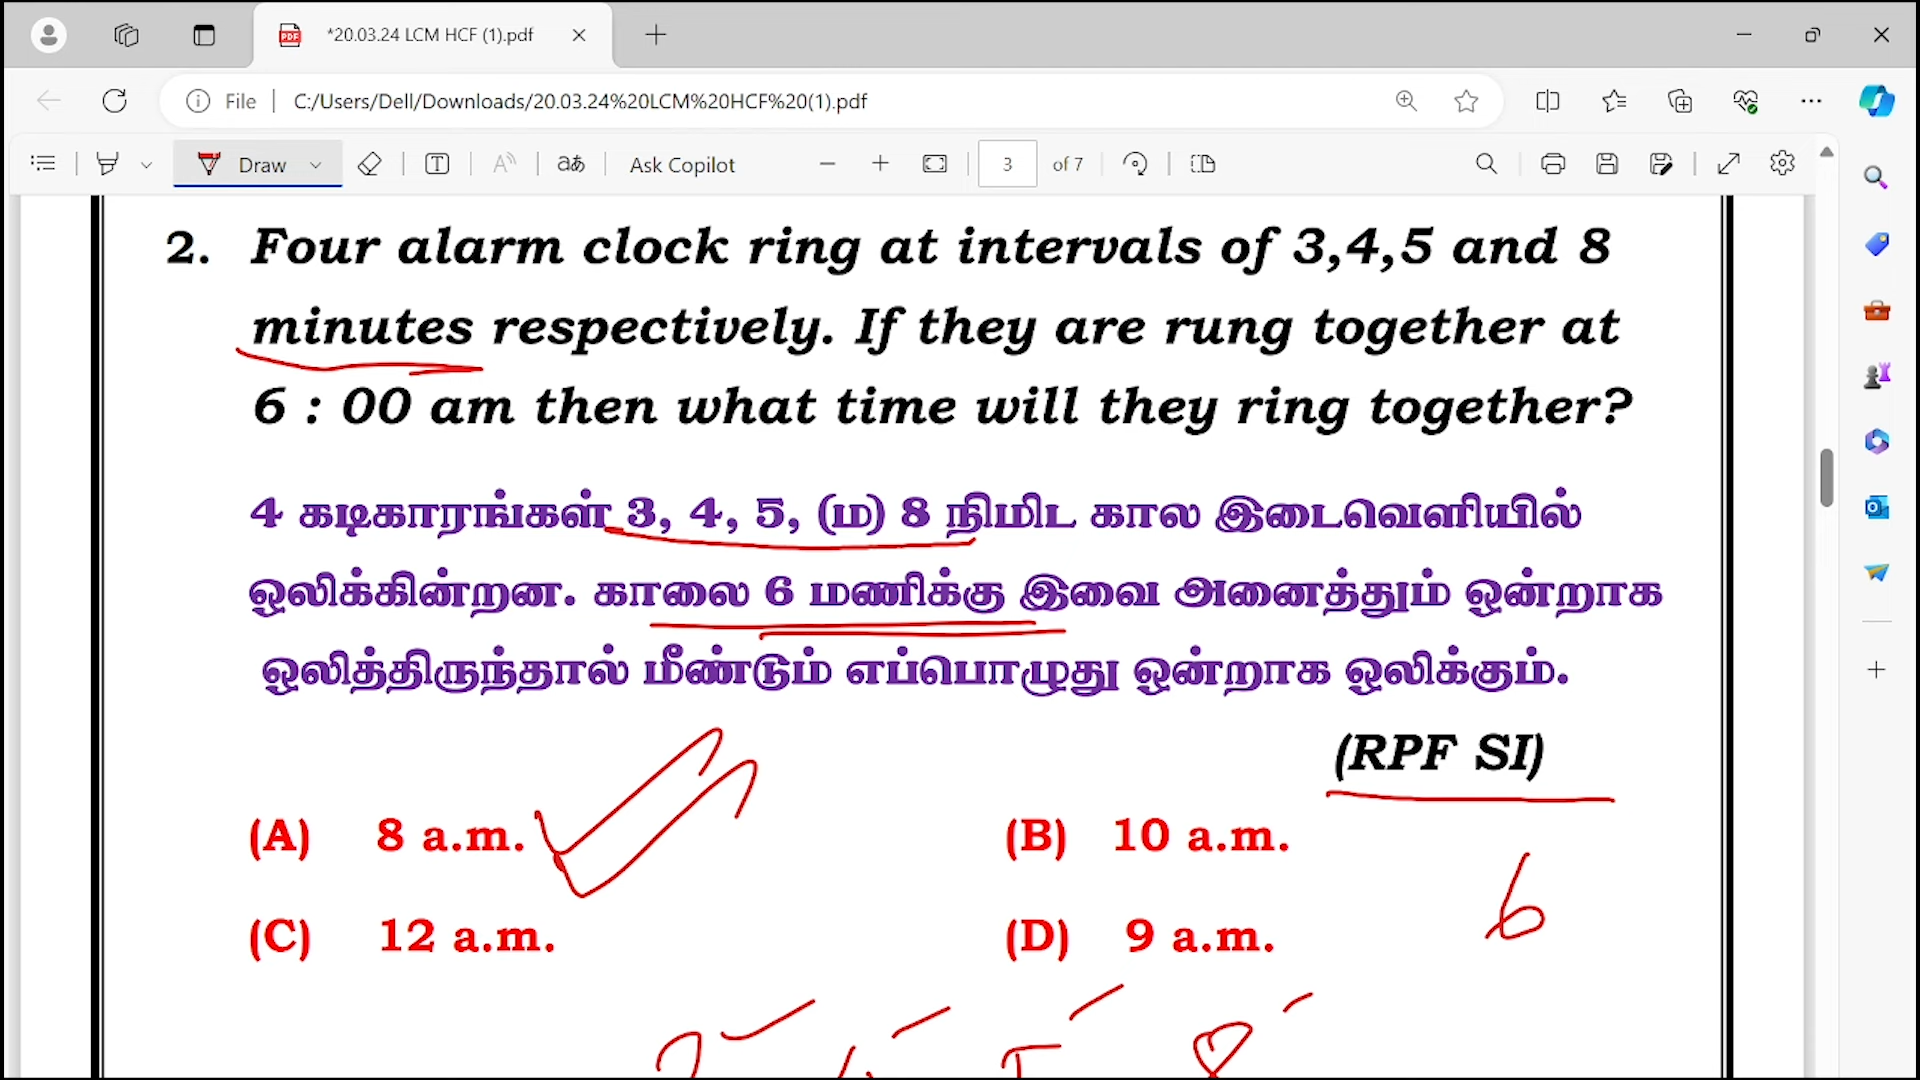 *20.03.24 LCM HCF (1).pdf
File
C:/Users/Dell/Downloads/20.03.24%20LCM%20HCF%20(1).pdf
Draw
Ask Copilot
3 of 7
2. Four alarm clock ring at intervals of 3,4,5 and 8
minutes respectively. If they are rung together at
6 : 00 am then what time will they ring together?
4 கடிகாரங்கள் 3, 4, 5, (ம) 8 நிமிட கால இடைவெளியில்
ஒலிக்கின்றன. காலை 6 மணிக்கு இவை அனைத்தும் ஒன்றாக
ஒலித்திருந்தால் மீண்டும் எப்பொழுது ஒன்றாக ஒலிக்கும்.
(RPF SI)
(A) 8 a.m. (B) 10 a.m.
6
(C) 12 a.m. (D) 9 a.m.